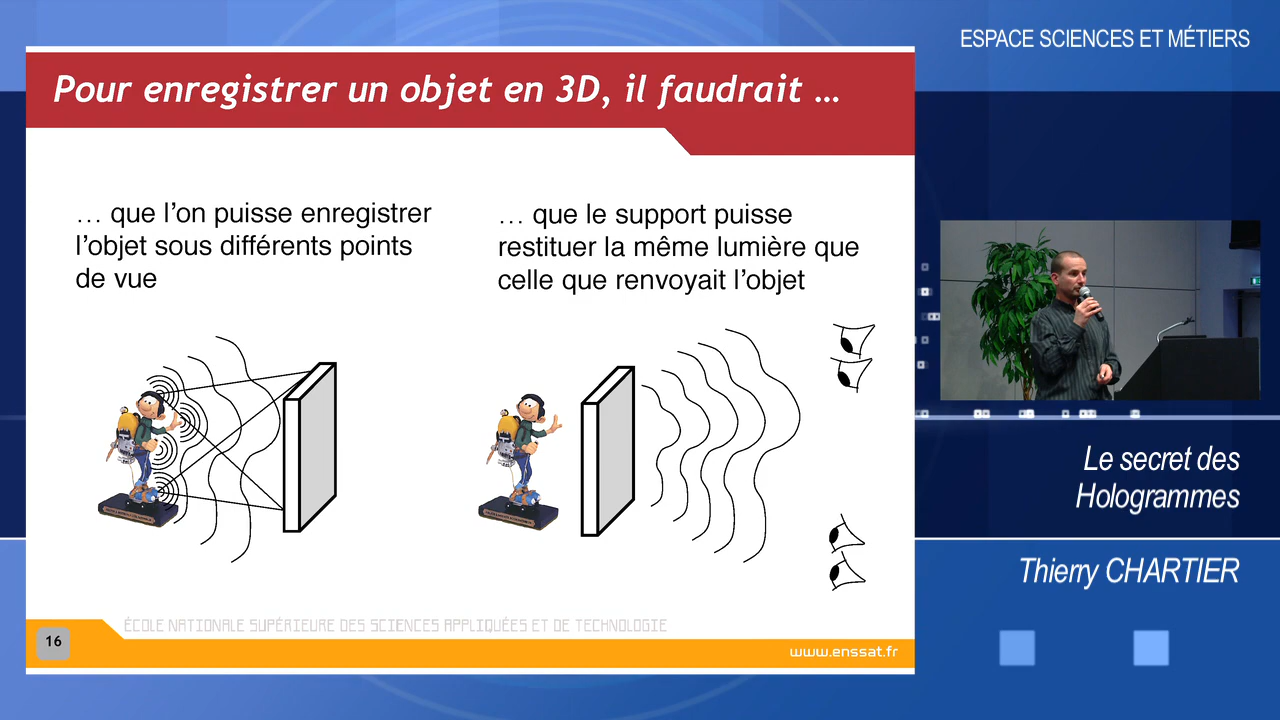 ESPACE SCIENCES ET MÉTIERS
Pour enregistrer un objet en 3D, il faudrait ...
… que l'on puisse enregistrer
l'objet sous différents points
de vue
… que le support puisse
restituer la même lumière que
celle que renvoyait l'objet
Le secret des
Hologrammes
Thierry CHARTIER
ÉCOLE NATIONALE SUPÉRIEURE DES SCIENCES APPLIQUÉES ET DE TECHNOLOGIE
16
www.enssat.fr